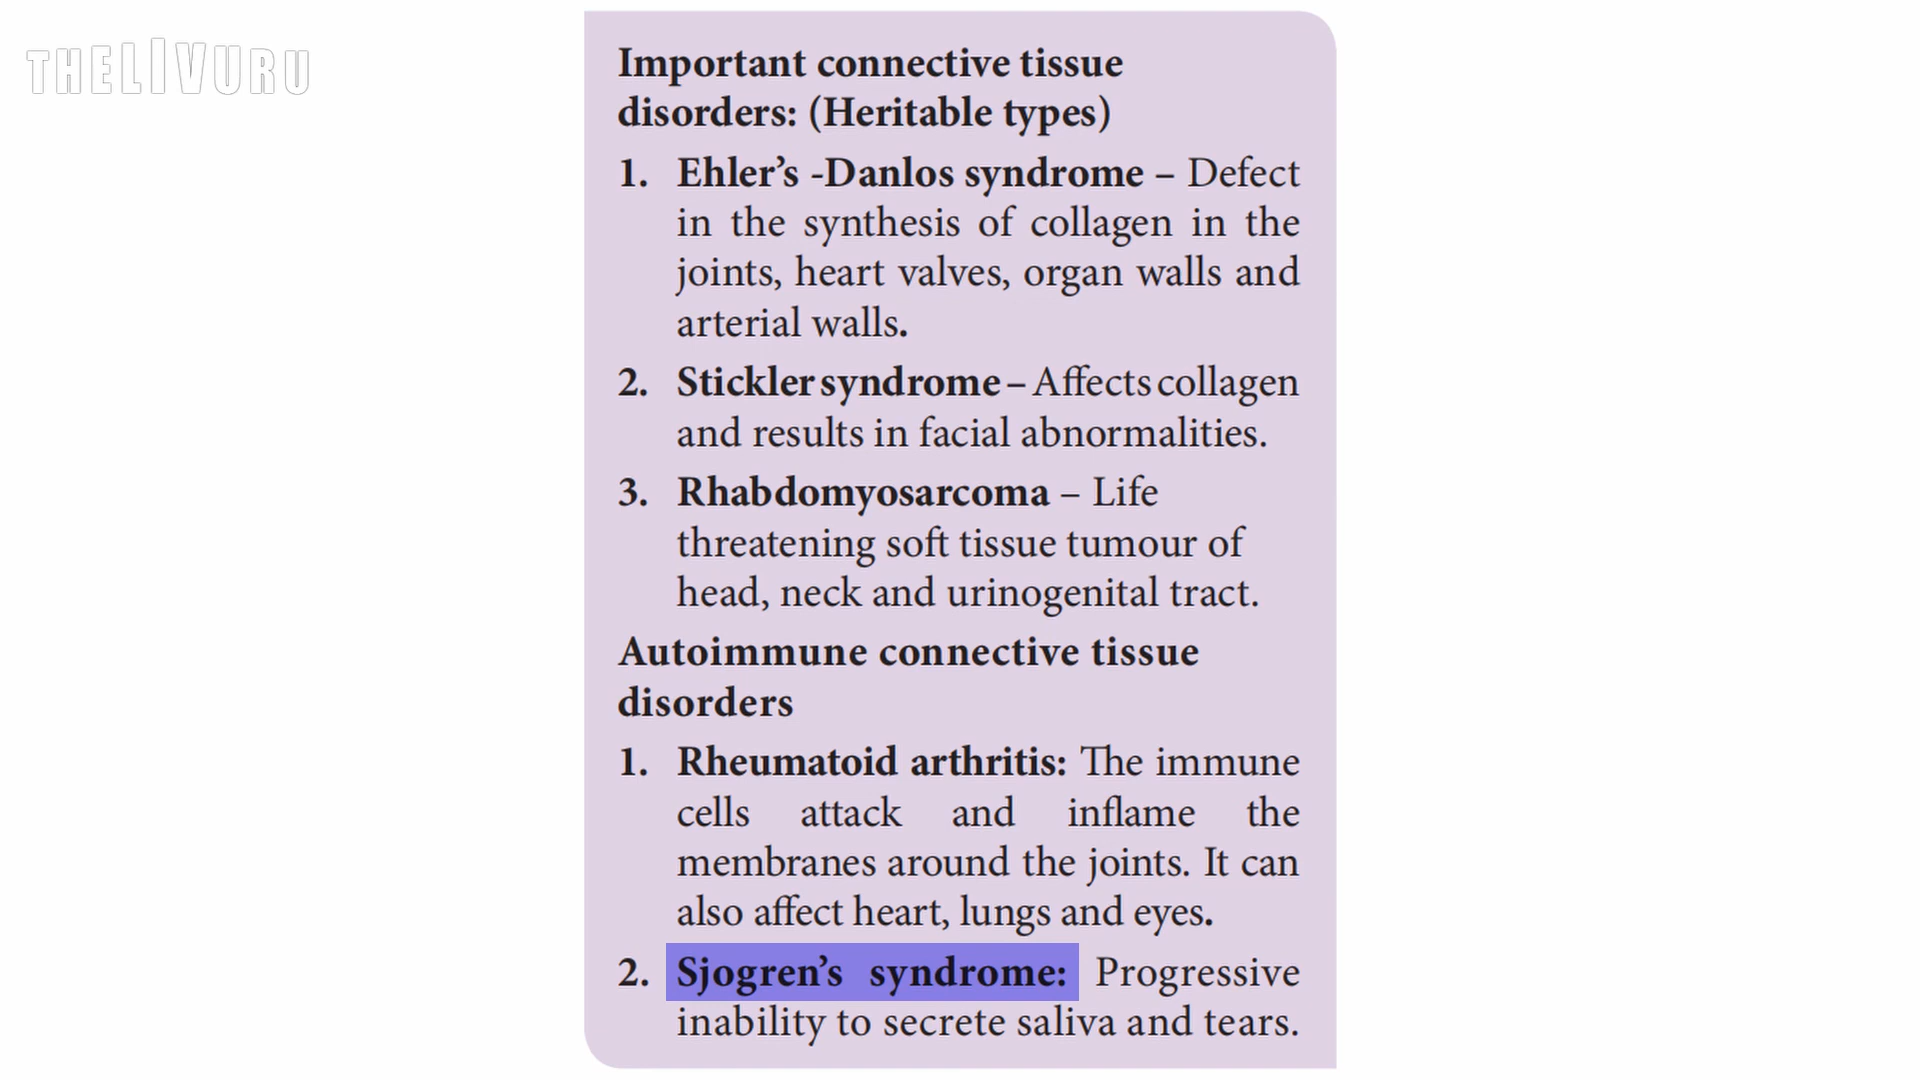 THELIVURU
Important connective tissue
disorders: (Heritable types)
1. Ehler’s -Danlos syndrome – Defect
in the synthesis of collagen in the
joints, heart valves, organ walls and
arterial walls.
2. Stickler syndrome – Affects collagen
and results in facial abnormalities.
3. Rhabdomyosarcoma – Life
threatening soft tissue tumour of
head, neck and urinogenital tract.
Autoimmune connective tissue
disorders
1. Rheumatoid arthritis: The immune
cells attack and inflame the
membranes around the joints. It can
also affect heart, lungs and eyes.
2. Sjogren’s syndrome: Progressive
inability to secrete saliva and tears.